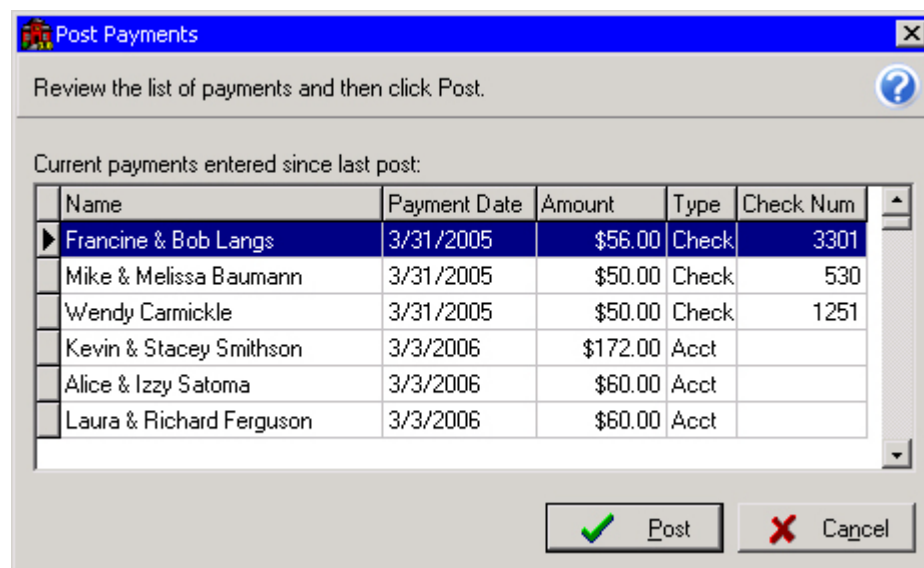 Post Payments
Review the list of payments and then click Post.
Current payments entered since last post:
Name Payment Date Amount Type Check Num
Francine & Bob Langs 3/31/2005 $56.00 Check 3301
Mike & Melissa Baumann 3/31/2005 $50.00 Check 530
Wendy Carmickle 3/31/2005 $50.00 Check 1251
Kevin & Stacey Smithson 3/3/2006 $172.00 Acct
Alice & Izzy Satoma 3/3/2006 $60.00 Acct
Laura & Richard Ferguson 3/3/2006 $60.00 Acct
Post Cancel